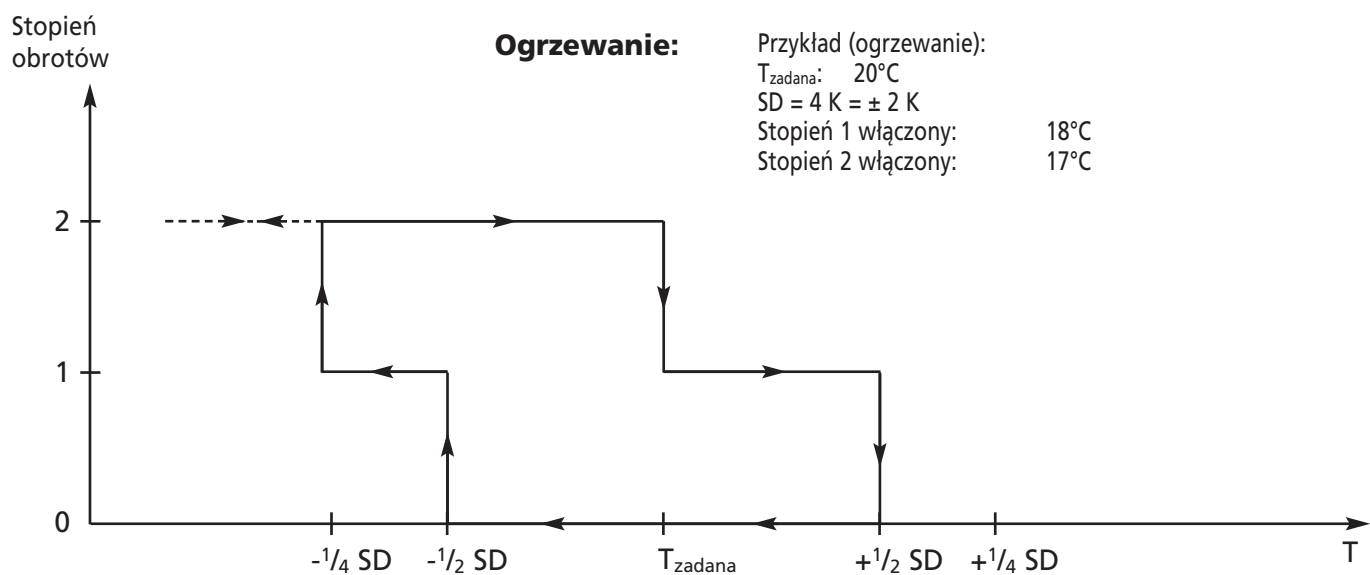 Stopień
obrotów
Ogrzewanie:
Przykład (ogrzewanie):
Tzadana: 20°C
SD = 4 K = ± 2 K
Stopień 1 włączony: 18°C
Stopień 2 włączony: 17°C
2
1
0
-1/4 SD -1/2 SD Tzadana +1/2 SD +1/4 SD T